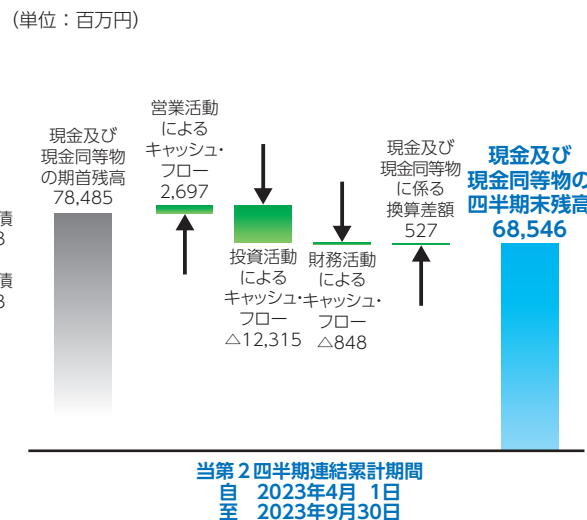 （単位：百万円）
現金及び
現金同等物
の期首残高
78,485
営業活動
による
キャッシュ・
フロー
2,697
投資活動
による
キャッシュ・
フロー
△12,315
財務活動
による
キャッシュ・
フロー
△848
現金及び
現金同等物
に係る
換算差額
527
現金及び
現金同等物の
四半期末残高
68,546
債
債
当第２四半期連結累計期間
自 2023年4月 1日
至 2023年9月30日